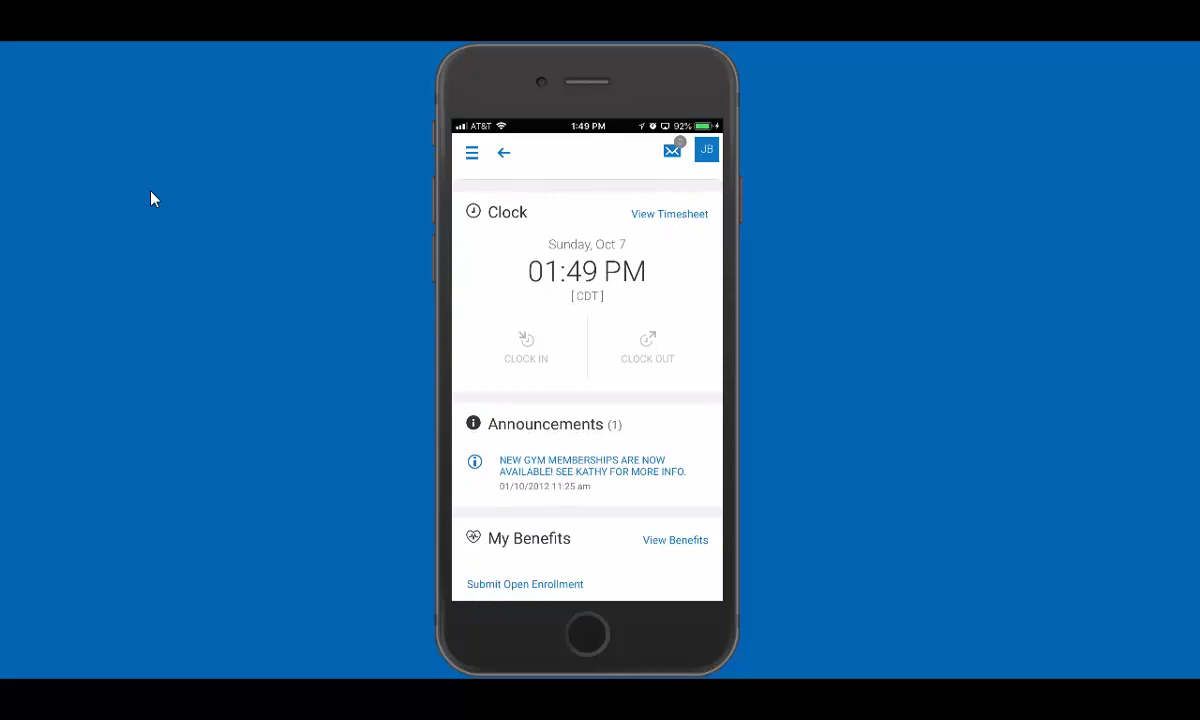 AT&T 1:49 PM 92%
JB
Clock View Timesheet
Sunday, Oct 7
01:49 PM
[ CDT ]
CLOCK IN CLOCK OUT
Announcements (1)
NEW GYM MEMBERSHIPS ARE NOW
AVAILABLE! SEE KATHY FOR MORE INFO.
01/10/2012 11:25 am
My Benefits View Benefits
Submit Open Enrollment